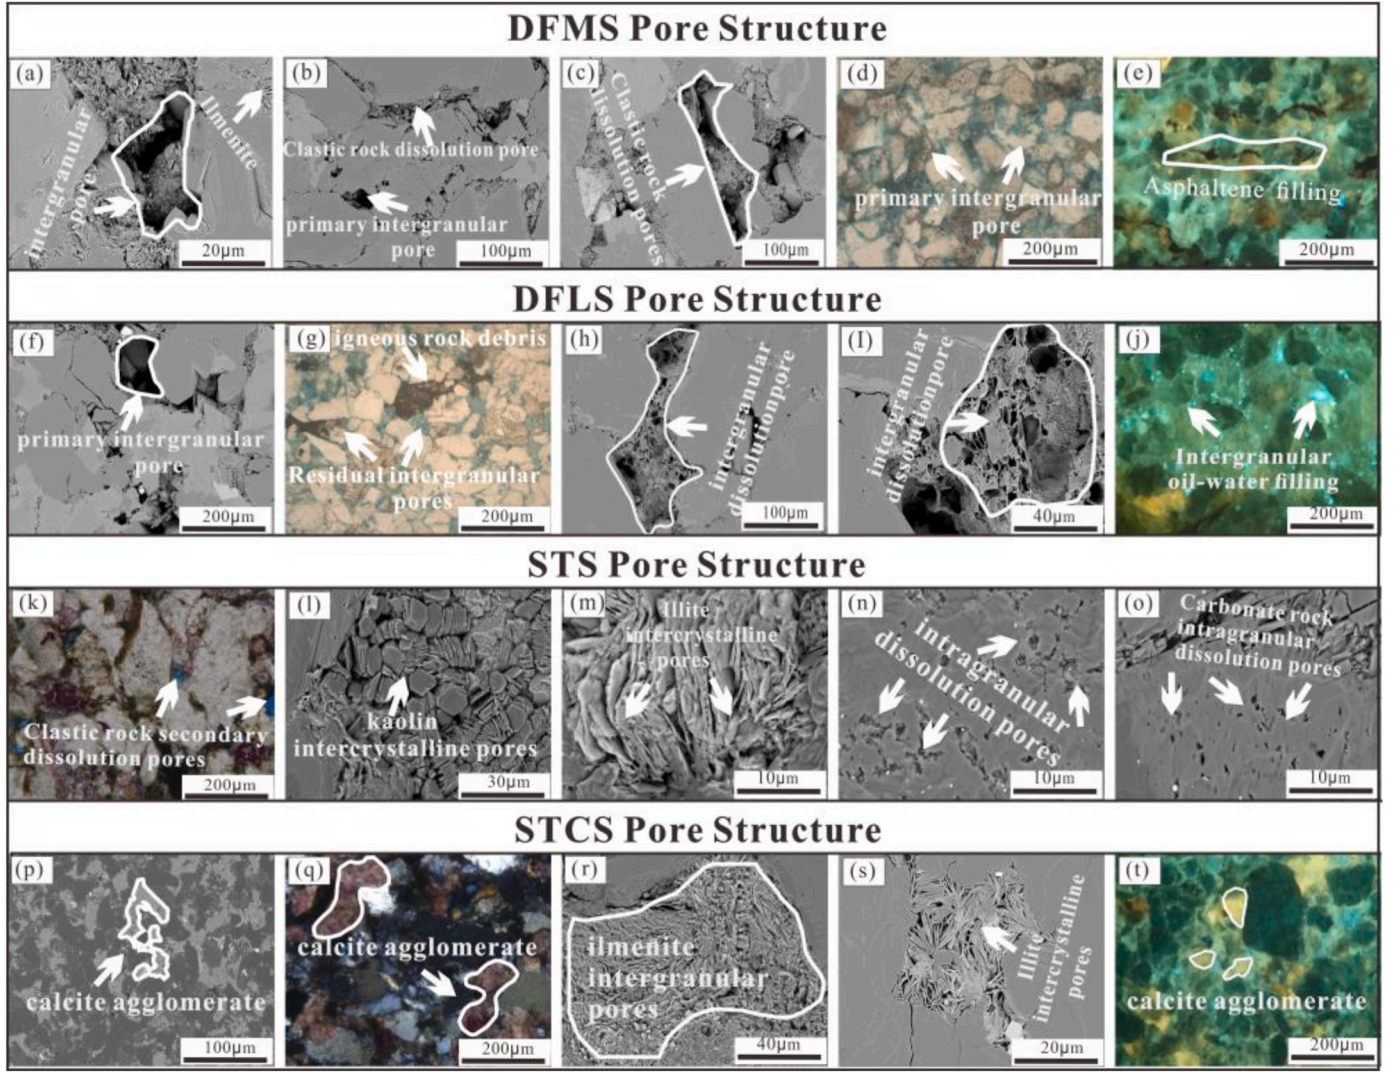 DFMS Pore Structure
(a)
Ilmenite
intergranular
pore
20μm
(b)
Clastic rock dissolution pore
primary intergranular
pore
100μm
(c)
Clastic rock
dissolution pores
100μm
(d)
primary intergranular
pore
200μm
(e)
Asphaltene filling
200μm
DFLS Pore Structure
(f)
primary intergranular
pore
200μm
(g)
igneous rock debris
Residual intergranular
pores
200μm
(h)
intergranular
dissolutionpore
100μm
(I)
intergranular
dissolutionpore
40μm
(j)
Intergranular
oil-water filling
200μm
STS Pore Structure
(k)
Clastic rock secondary
dissolution pores
200μm
(l)
kaolin
intercrystalline pores
30μm
(m)
Illite
intercrystalline
pores
10μm
(n)
intragranular
dissolution pores
10μm
(o)
Carbonate rock
intragranular
dissolution pores
10μm
STCS Pore Structure
(p)
calcite agglomerate
100μm
(q)
calcite agglomerate
200μm
(r)
ilmenite
intergranular
pores
40μm
(s)
Illite
intercrystalline
pores
20μm
(t)
calcite agglomerate
200μm